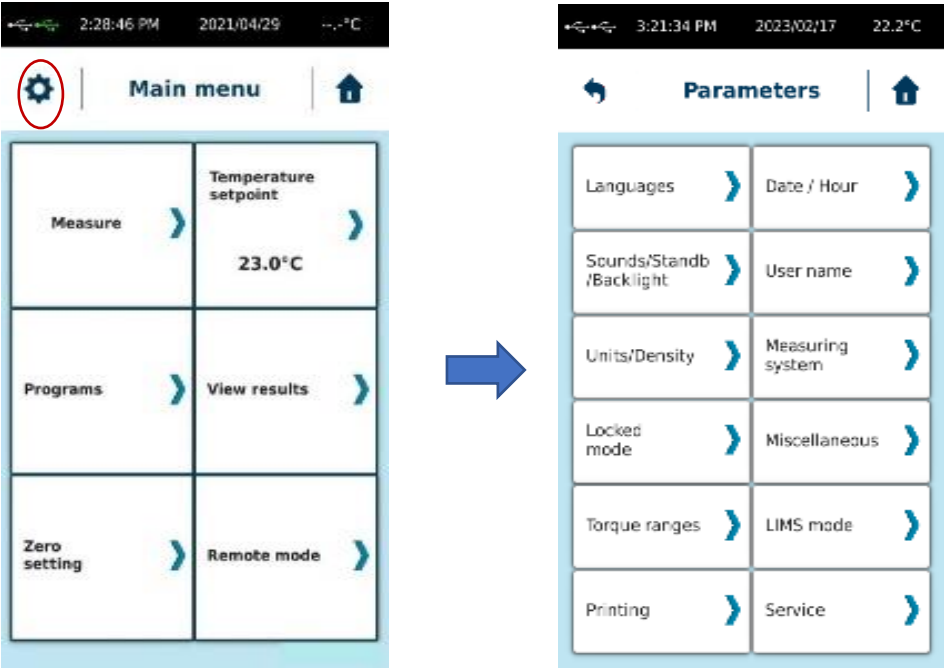 2:28:46 PM 2021/04/29 --.-°C
Main menu
Measure
Temperature
setpoint
23.0°C
Programs
View results
Zero
setting
Remote mode
3:21:34 PM 2023/02/17 22.2°C
Parameters
Languages
Date / Hour
Sounds/Standb
/Backlight
User name
Units/Density
Measuring
system
Locked
mode
Miscellaneous
Torque ranges
LIMS mode
Printing
Service